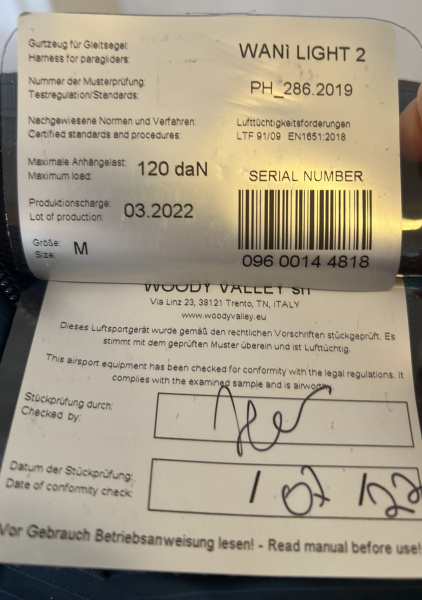 Gurtzeug für Gleitsegel:
Harness for paragliders:
WANì LIGHT 2
Nummer der Musterprüfung:
Testregulation/Standards:
PH_286.2019
Nachgewiesene Normen und Verfahren:
Certified standards and procedures:
Lufttüchtigkeitsforderungen
LTF 91/09 EN1651:2018
Maximale Anhängelast:
Maximum load:
120 daN
SERIAL NUMBER
Produktionscharge:
Lot of production:
03.2022
Größe:
Size:
M
096 0014 4818
WOODY VALLEY srl
Via Linz 23, 38121 Trento, TN, ITALY
www.woodyvalley.eu
Dieses Luftsportgerät wurde gemäß den rechtlichen Vorschriften stückgeprüft. Es
stimmt mit dem geprüften Muster überein und ist Lufttüchtig.
This airsport equipment has been checked for conformity with the legal regulations. It
complies with the examined sample and is airworthy.
Stückprüfung durch:
Checked by:
Datum der Stückprüfung:
Date of conformity check:
1 07 122
Vor Gebrauch Betriebsanweisung lesen! - Read manual before use!